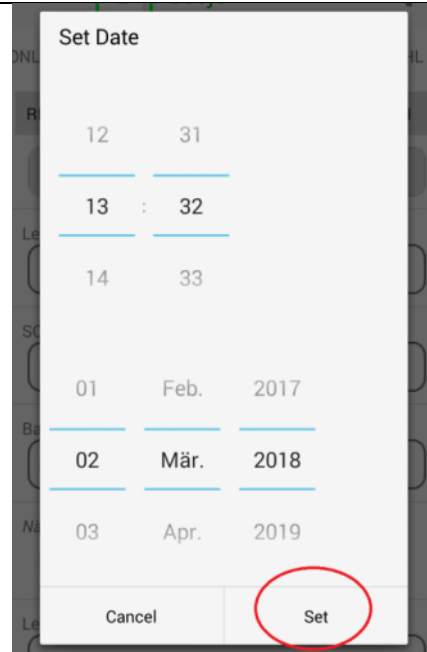 Set Date
12 31
13 : 32
14 33
01 Feb. 2017
02 Mär. 2018
03 Apr. 2019
Cancel Set